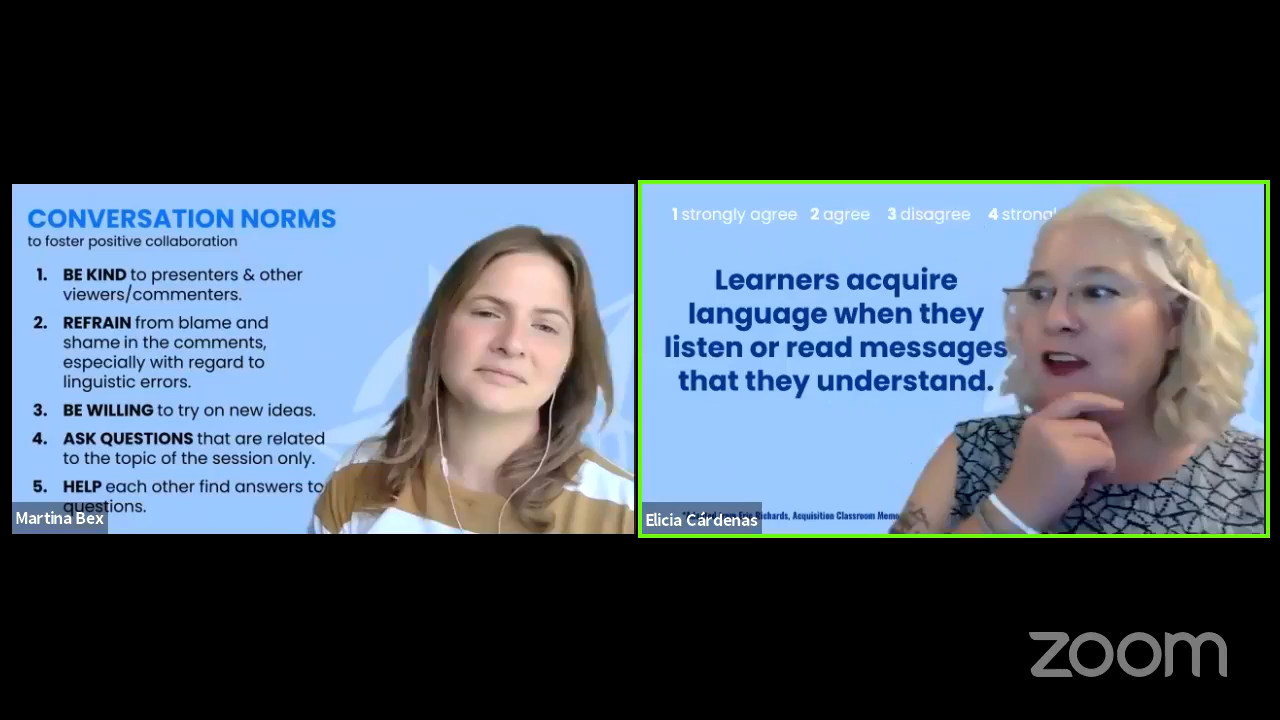 CONVERSATION NORMS
to foster positive collaboration
1. BE KIND to presenters & other
viewers/commenters.
2. REFRAIN from blame and
shame in the comments,
especially with regard to
linguistic errors.
3. BE WILLING to try on new ideas.
4. ASK QUESTIONS that are related
to the topic of the session only.
5. HELP each other find answers to
questions.
Martina Bex
1 strongly agree 2 agree 3 disagree 4
Learners acquire
language when they
listen or read messages
that they understand.
Richards, Acquisition Classroom
Elicia Cárdenas
zoom